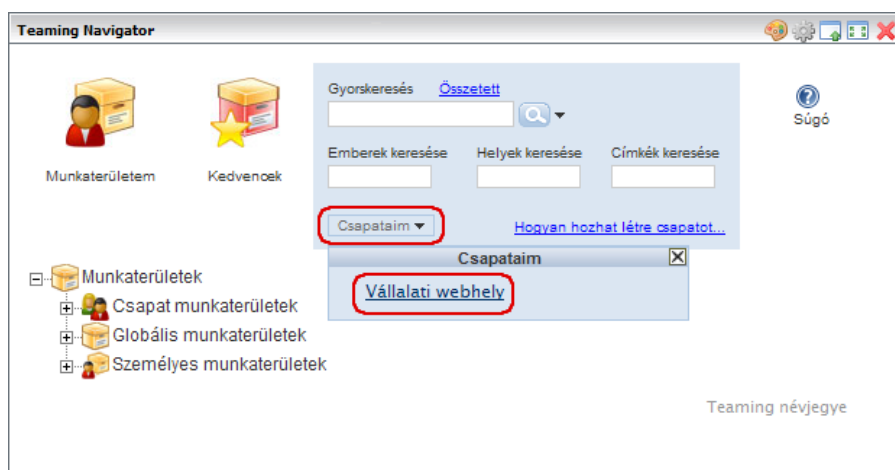 Teaming Navigator
Gyorskeresés Összetett
Súgó
Emberek keresése Helyek keresése Címkék keresése
Munkaterületem Kedvencek
Csapataim Hogyan hozhat létre csapatot...
Csapataim
Vállalati webhely
Munkaterületek
Csapat munkaterületek
Globális munkaterületek
Személyes munkaterületek
Teaming névjegye